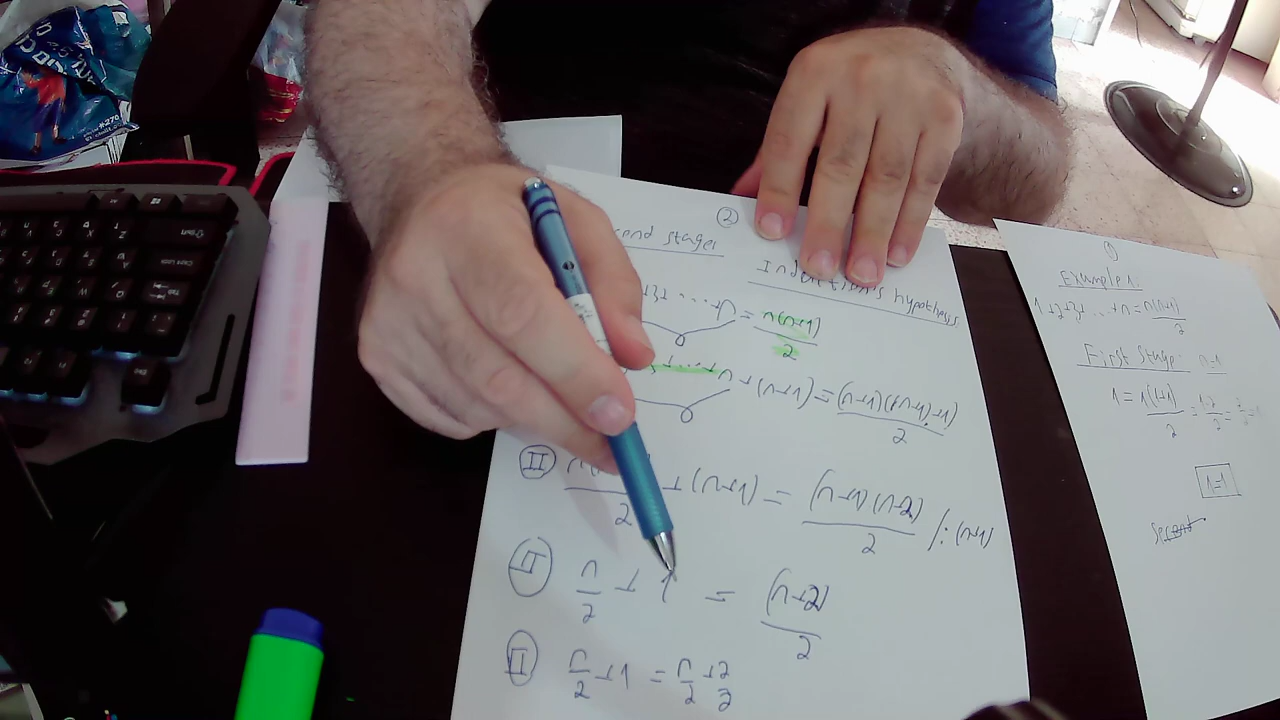 ②
Second stage:
Induction's hypothesis
+3+.....n = n(n+1)/2
+.....n+(n+1) = (n+1)(n+1+1)/2
Ⅱ /2 + (n+1) = (n+1)(n+2)/2 /:(n+1)
Ⅱ n/2 + 1 = (n+2)/2
Ⅱ n/2 + 1 = n/2 + 2/2
①
Example 1:
1+2+3+...+n = n(n+1)/2
First Stage: n=1
1 = 1(1+1)/2 = 1·2/2 = 2/2 = 1
1=1